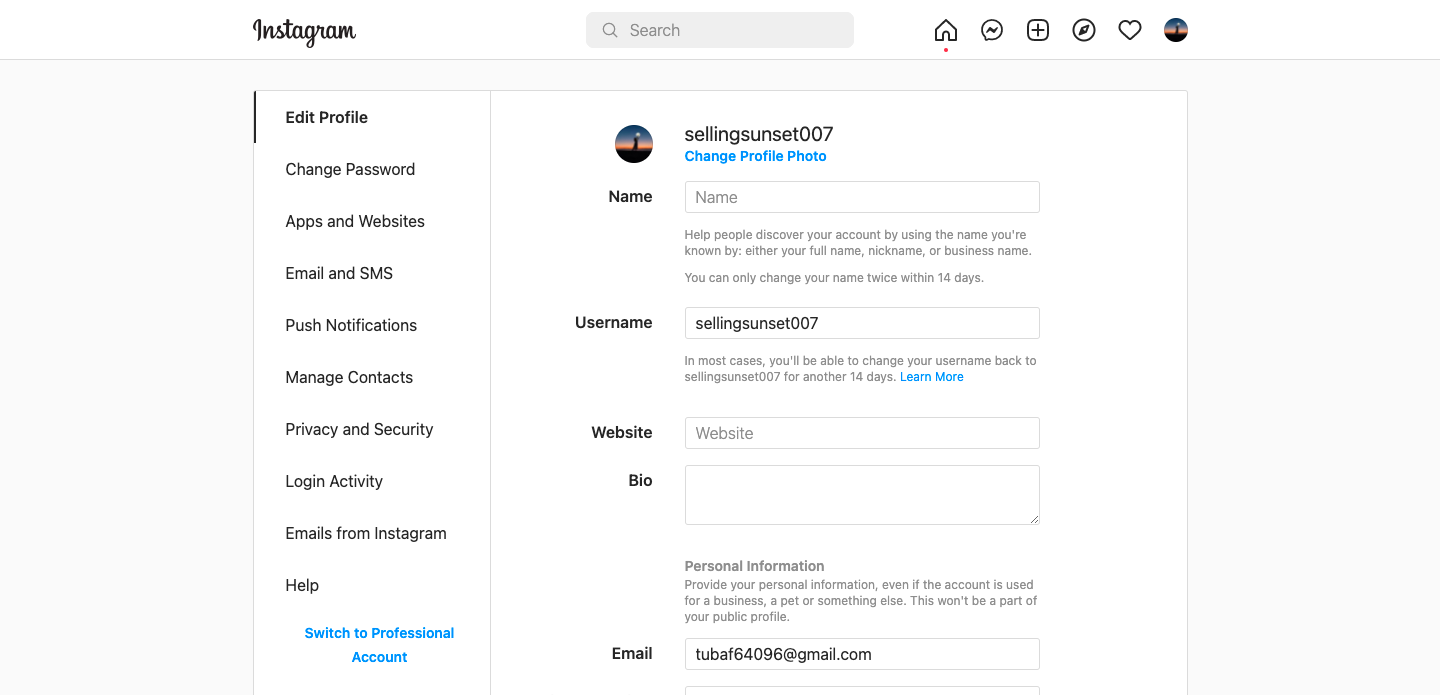 Instagram
Search
Edit Profile
Change Password
Apps and Websites
Email and SMS
Push Notifications
Manage Contacts
Privacy and Security
Login Activity
Emails from Instagram
Help
Switch to Professional
Account
sellingsunset007
Change Profile Photo
Name
Name
Help people discover your account by using the name you're
known by: either your full name, nickname, or business name.
You can only change your name twice within 14 days.
Username
sellingsunset007
In most cases, you'll be able to change your username back to
sellingsunset007 for another 14 days. Learn More
Website
Website
Bio
Personal Information
Provide your personal information, even if the account is used
for a business, a pet or something else. This won't be a part of
your public profile.
Email
tubaf64096@gmail.com